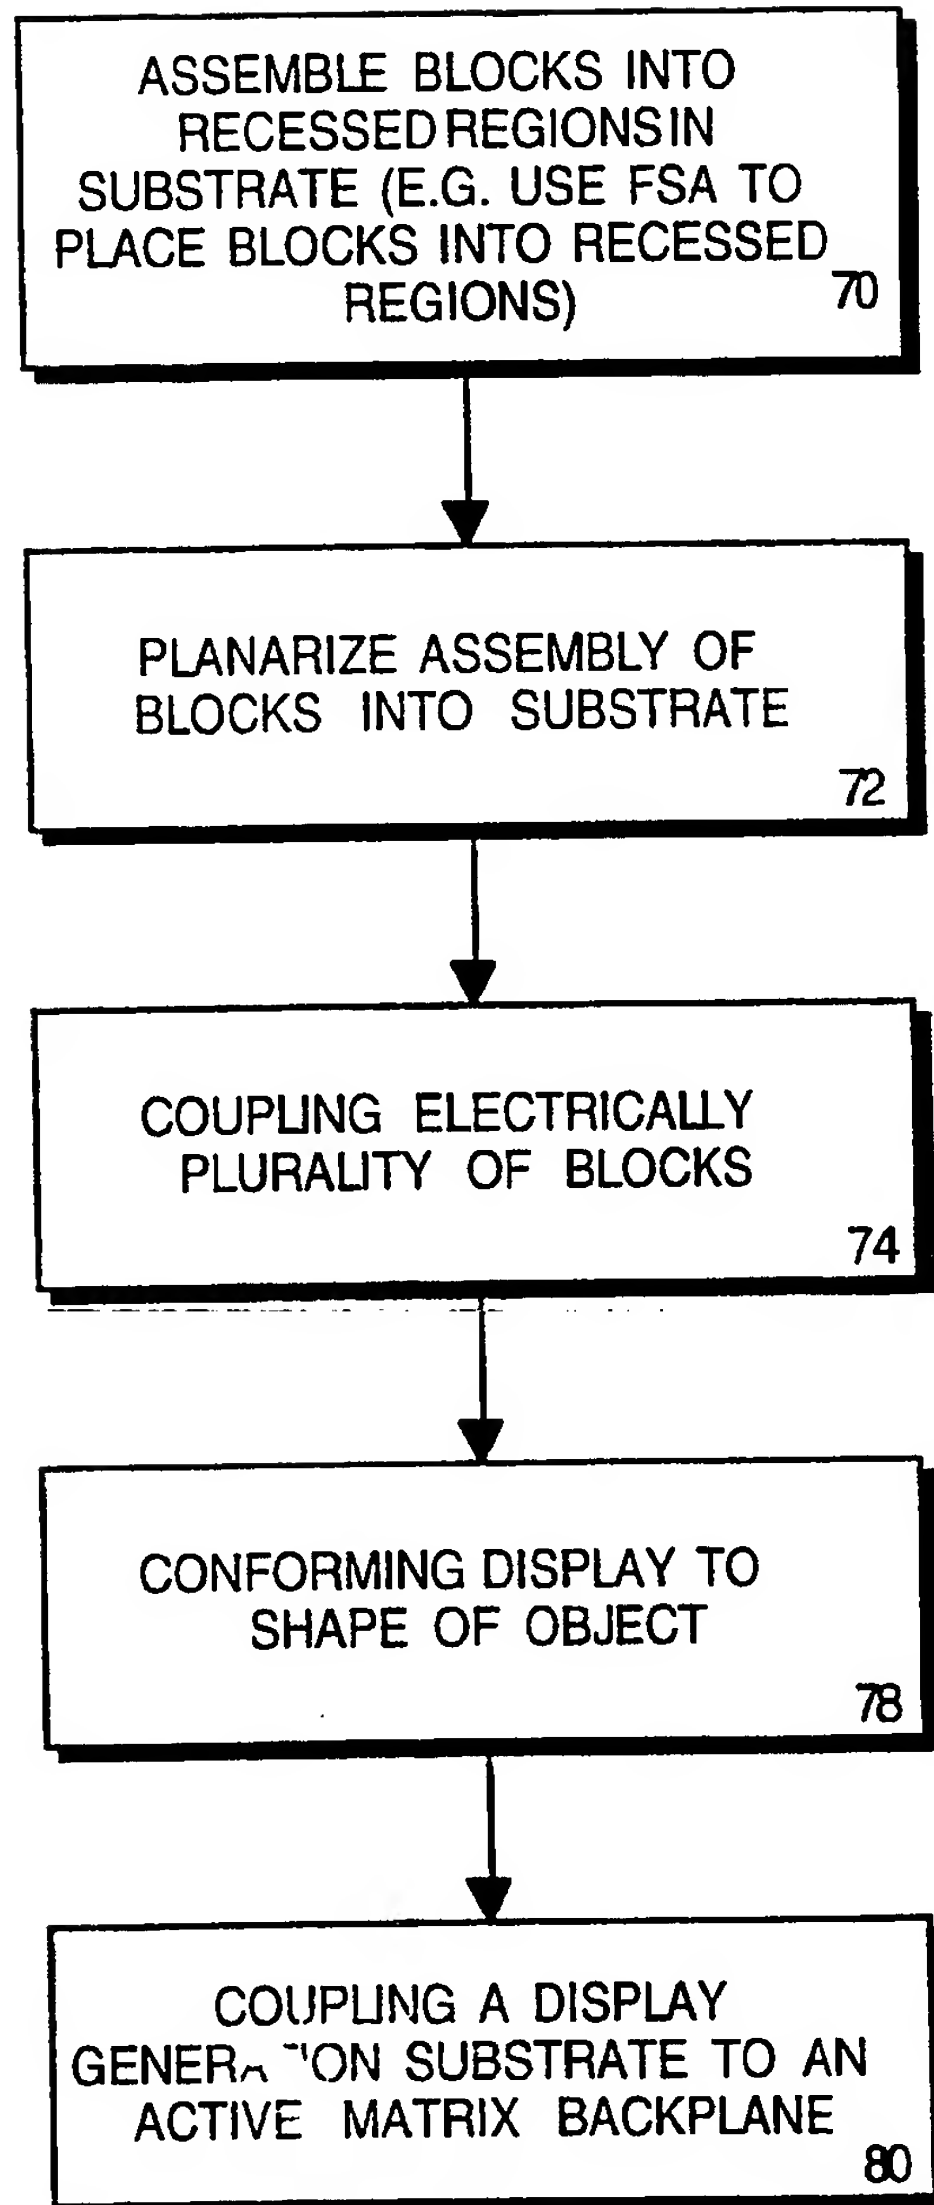 ASSEMBLE BLOCKS INTO
RECESSED REGIONS IN
SUBSTRATE (E.G. USE FSA TO
PLACE BLOCKS INTO RECESSED
REGIONS)
70
PLANARIZE ASSEMBLY OF
BLOCKS INTO SUBSTRATE
72
COUPLING ELECTRICALLY
PLURALITY OF BLOCKS
74
CONFORMING DISPLAY TO
SHAPE OF OBJECT
78
COUPLING A DISPLAY
GENERATION SUBSTRATE TO AN
ACTIVE MATRIX BACKPLANE
80